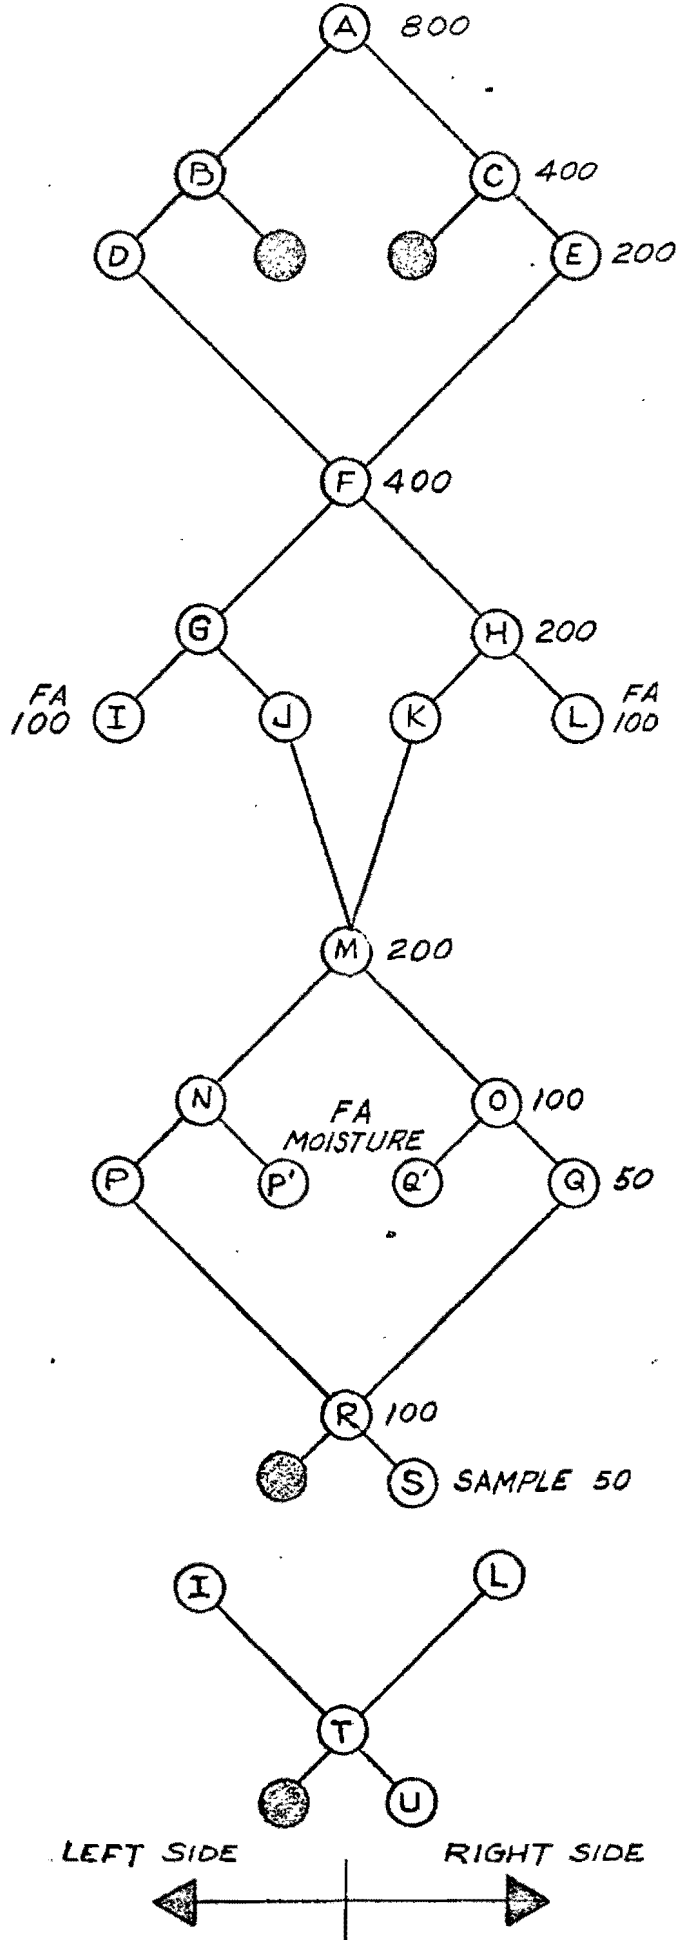 A 800
B C 400
D E 200
F 400
G H 200
FA FA
100 I J K L 100
M 200
N O 100
FA
MOISTURE
P P' Q' Q 50
R 100
S SAMPLE 50
I L
T
U
LEFT SIDE RIGHT SIDE